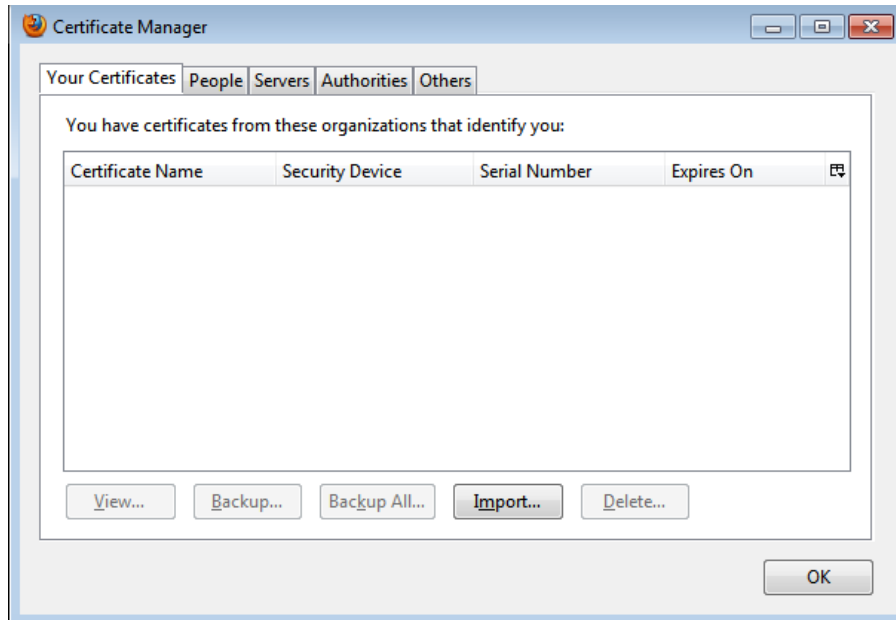 Certificate Manager
Your Certificates People Servers Authorities Others
You have certificates from these organizations that identify you:
Certificate Name Security Device Serial Number Expires On
View... Backup... Backup All... Import... Delete...
OK